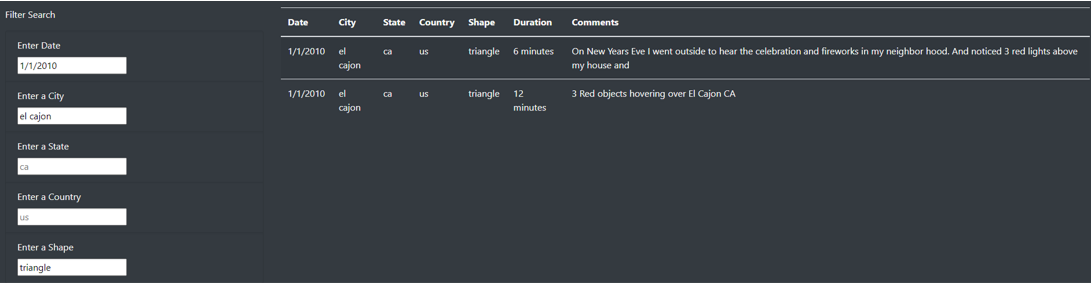 Filter Search
Enter Date
1/1/2010
Enter a City
el cajon
Enter a State
ca
Enter a Country
us
Enter a Shape
triangle
Date City State Country Shape Duration Comments
1/1/2010 el ca us triangle 6 minutes On New Years Eve I went outside to hear the celebration and fireworks in my neighbor hood. And noticed 3 red lights above
cajon my house and
1/1/2010 el ca us triangle 12 3 Red objects hovering over El Cajon CA
cajon minutes